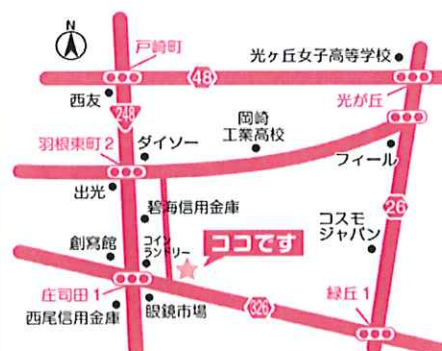 N
戸崎町
光ヶ丘女子高等学校
48
西友
光が丘
248
岡崎
工業高校
羽根東町2
ダイソー
フィール
出光
碧海信用金庫
26
コスモ
ジャパン
創寫館
コイン
ランドリー
ココです
庄司田1
326
緑丘1
西尾信用金庫
眼鏡市場